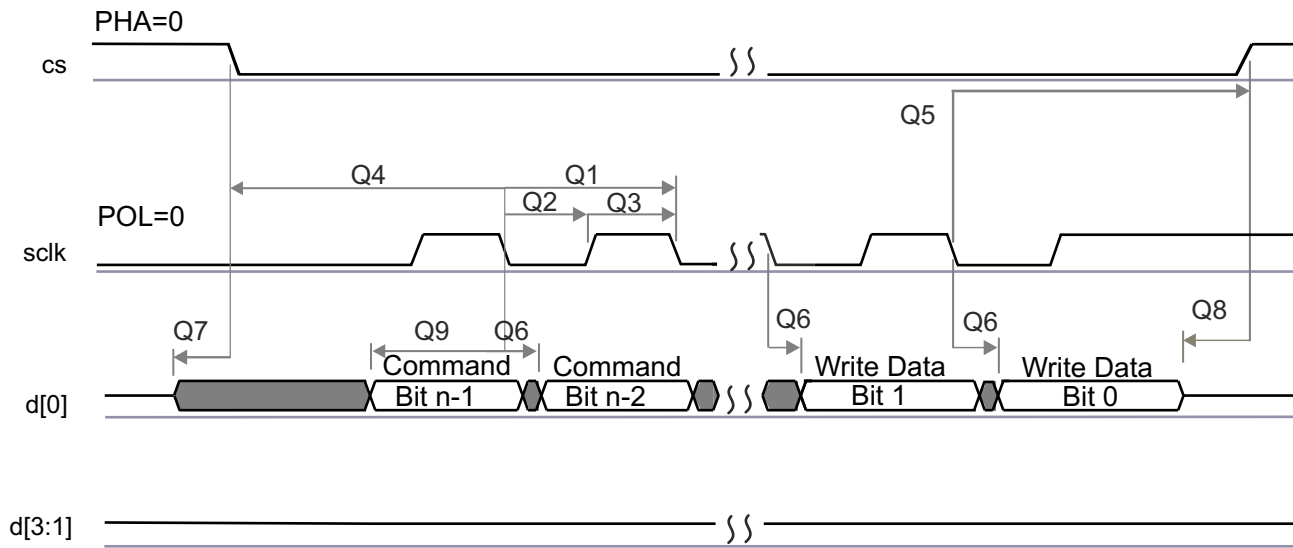 PHA=0
cs
Q5
Q4 Q1
Q2 Q3
POL=0
sclk
Q7 Q9 Q6 Q6 Q6 Q8
Command Command Write Data Write Data
d[0] Bit n-1 Bit n-2 Bit 1 Bit 0
d[3:1]